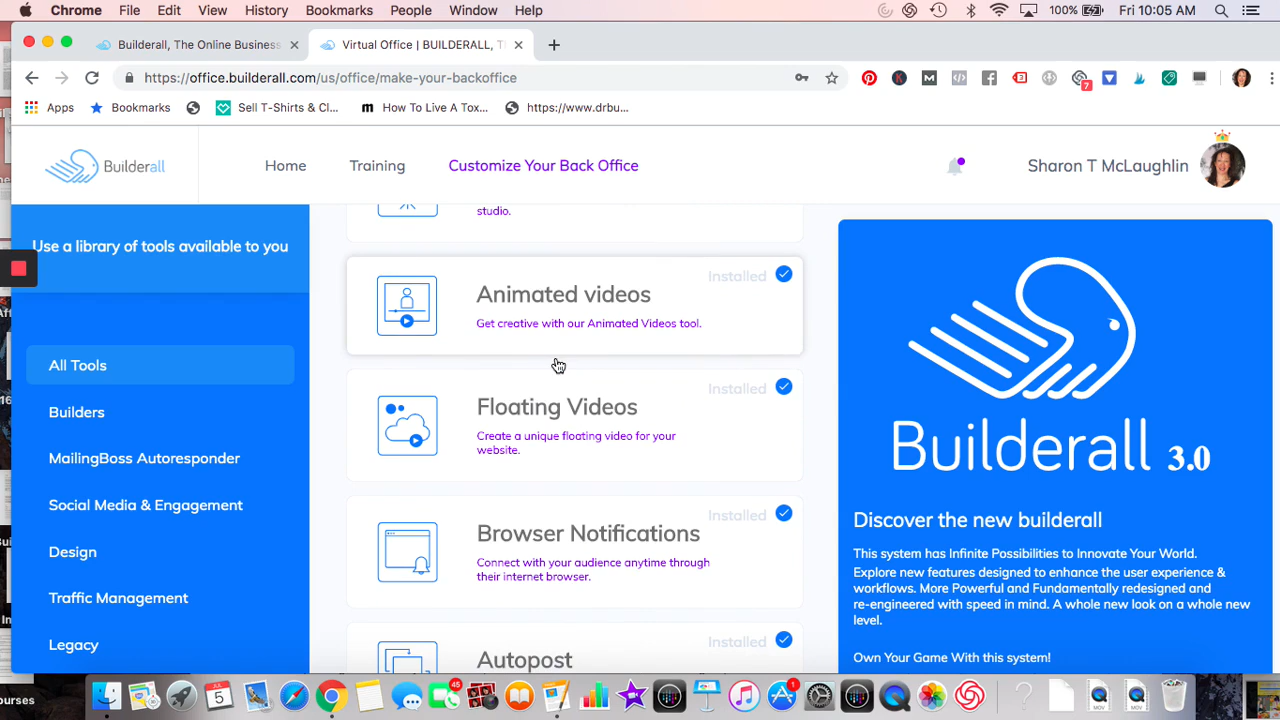 Chrome File Edit View History Bookmarks People Window Help 100% Fri 10:05 AM
Builderall, The Online Business Virtual Office | BUILDERALL, T
https://office.builderall.com/us/office/make-your-backoffice
7
Apps Bookmarks Sell T-Shirts & Cl... How To Live A Tox... https://www.drbu...
Builderall Home Training Customize Your Back Office Sharon T McLaughlin
Use a library of tools available to you
All Tools
Builders
MailingBoss Autoresponder
Social Media & Engagement
Design
Traffic Management
Legacy
studio.
Installed
Animated videos
Get creative with our Animated Videos tool.
Installed
Floating Videos
Create a unique floating video for your
website.
Installed
Browser Notifications
Connect with your audience anytime through
their internet browser.
Installed
Autopost
Builderall 3.0
Discover the new builderall
This system has Infinite Possibilities to Innovate Your World.
Explore new features designed to enhance the user experience &
workflows. More Powerful and Fundamentally redesigned and
re-engineered with speed in mind. A whole new look on a whole new
level.
Own Your Game With this system!
ourses
5
45
1